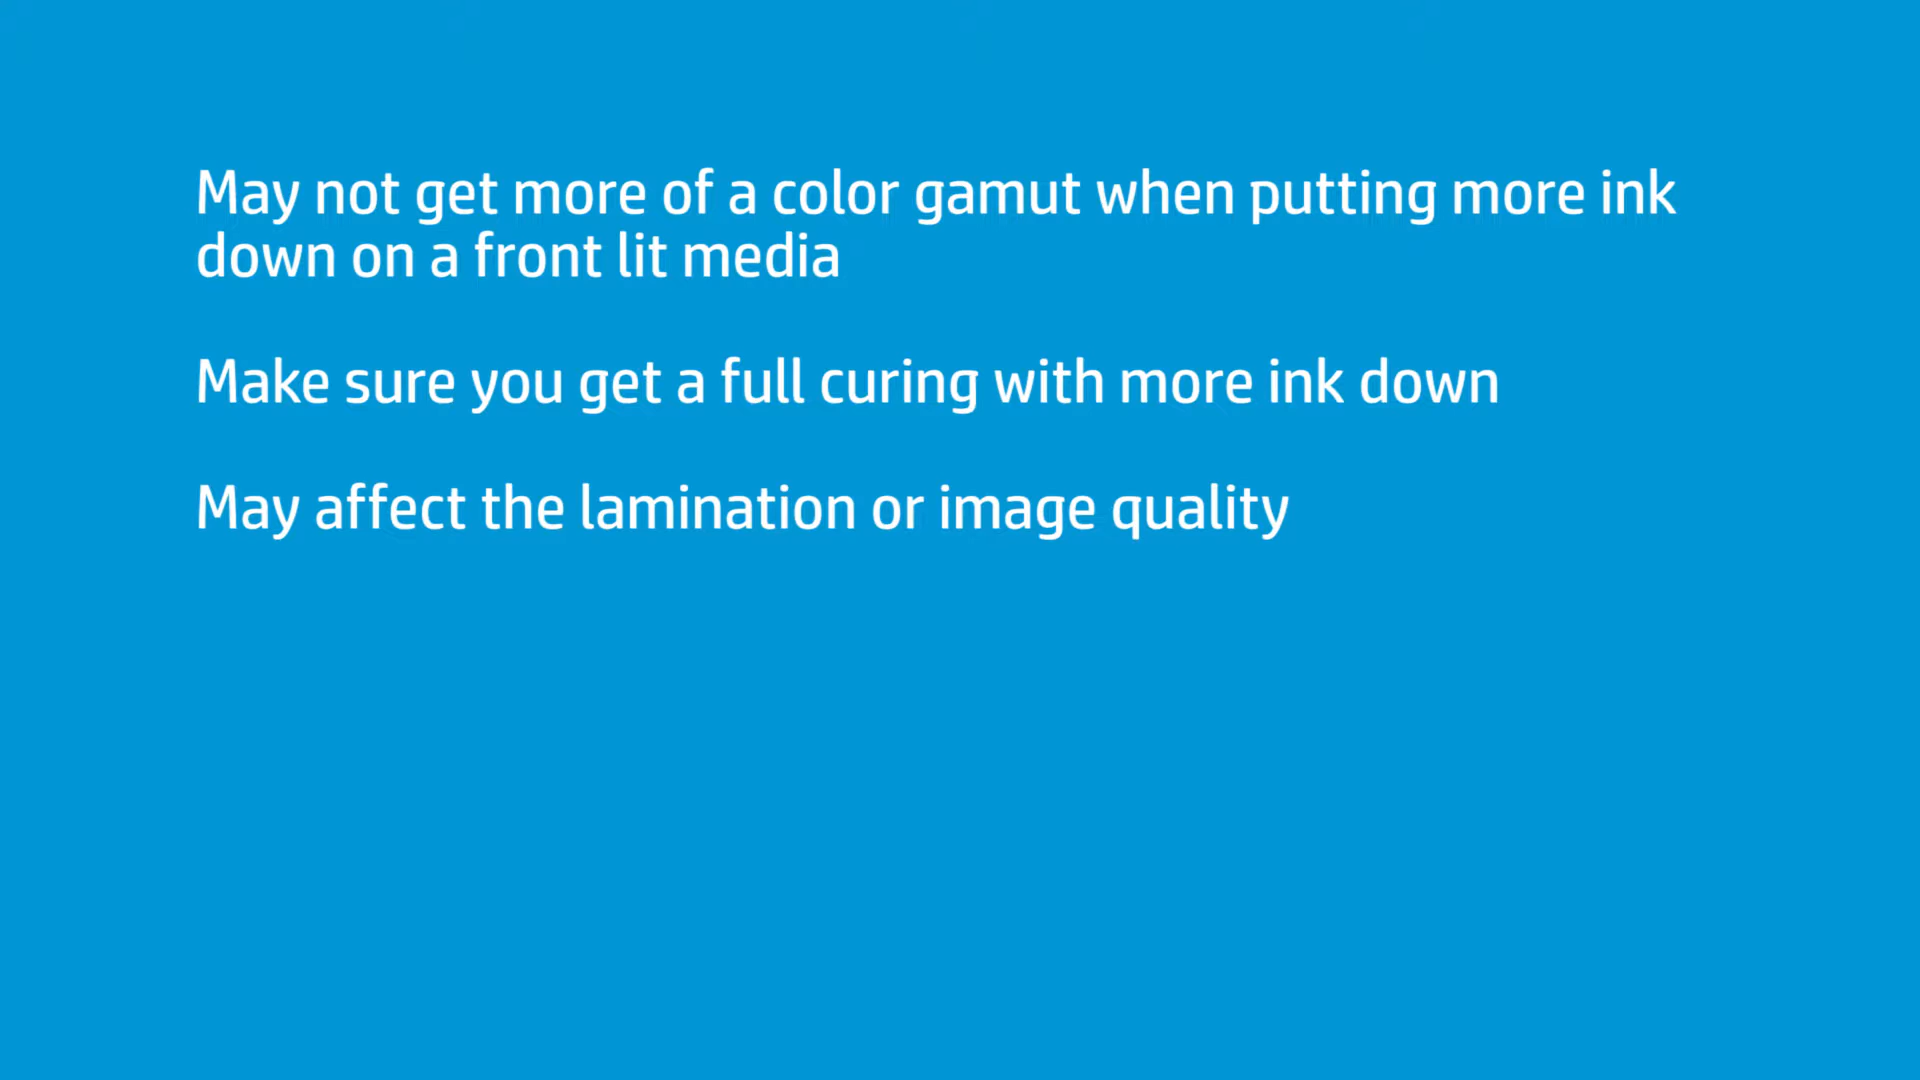 May not get more of a color gamut when putting more ink
down on a front lit media
Make sure you get a full curing with more ink down
May affect the lamination or image quality